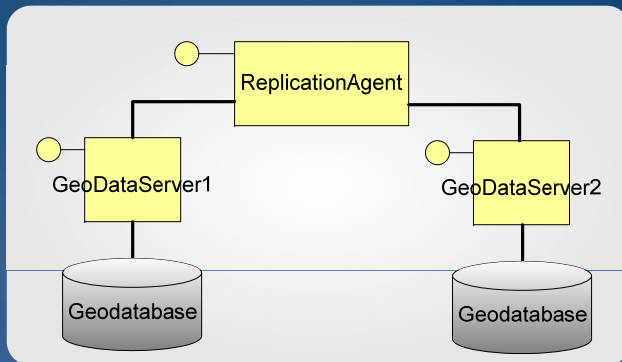 ReplicationAgent
GeoDataServer1
GeoDataServer2
Geodatabase
Geodatabase